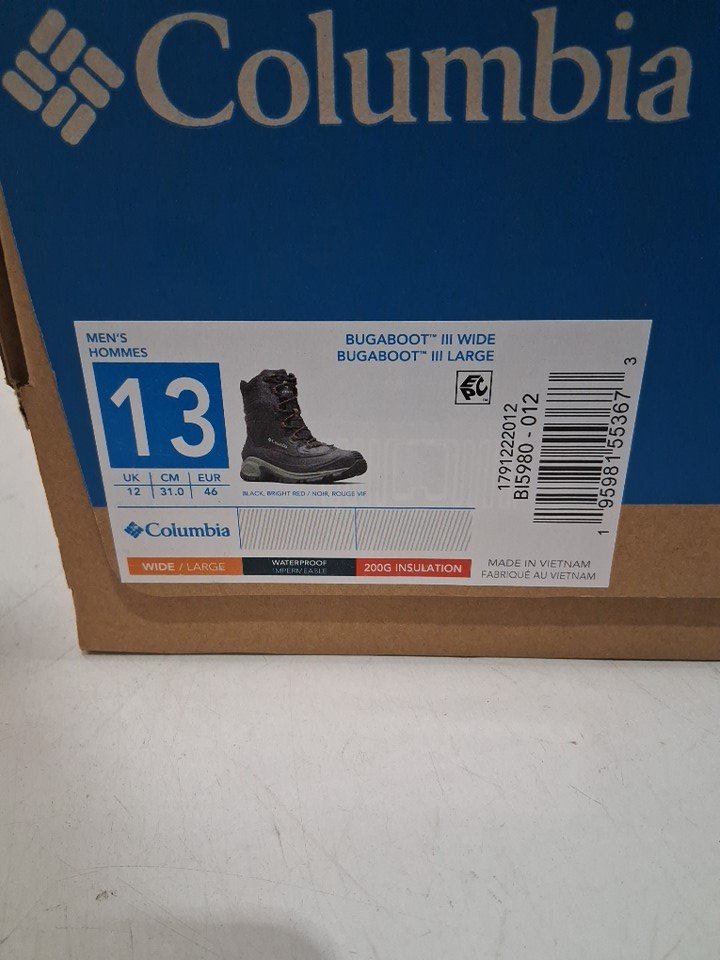 Columbia
MEN'S
HOMMES
BUGABOOT™ III WIDE
BUGABOOT™ III LARGE
13
EPC™
UK CM EUR
12 31.0 46
BLACK, BRIGHT RED / NOIR, ROUGE VIF
1791222012
BI5980 - 012
1 95981 55367 3
Columbia
WIDE / LARGE
WATERPROOF
IMPERMEABLE
200G INSULATION
MADE IN VIETNAM
FABRIQUÉ AU VIETNAM